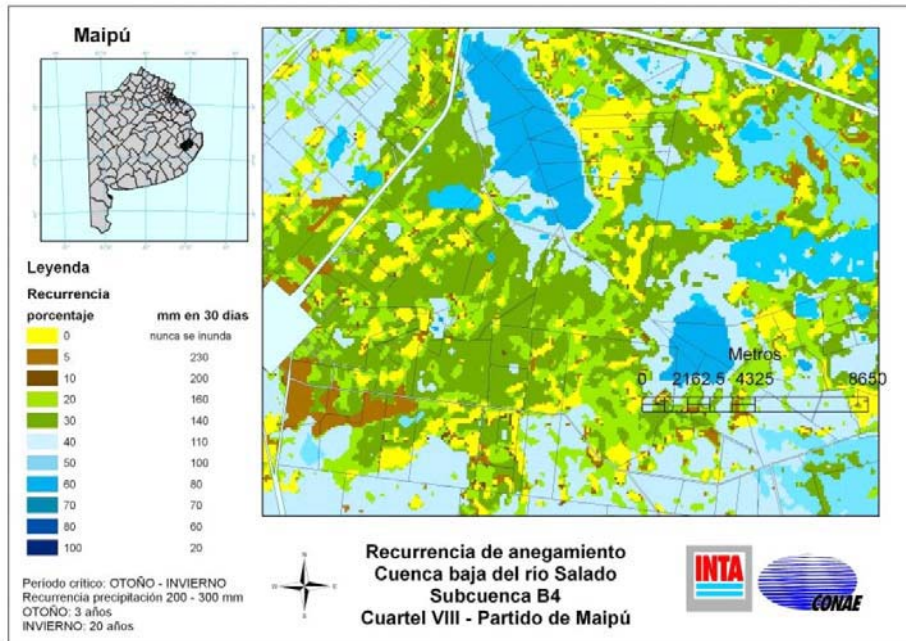 Maipú
Leyenda
Recurrencia
porcentaje mm en 30 días
0 nunca se inunda
5 230
10 200
20 160
30 140
40 110
50 100
60 80
70 70
80 60
100 20
Período crítico: OTOÑO - INVIERNO
Recurrencia precipitación 200 - 300 mm
OTOÑO: 3 años
INVIERNO: 20 años
Metros
0 2162.5 4325 8650
N
W E
S
Recurrencia de anegamiento
Cuenca baja del río Salado
Subcuenca B4
Cuartel VIII - Partido de Maipú
INTA
CONAE